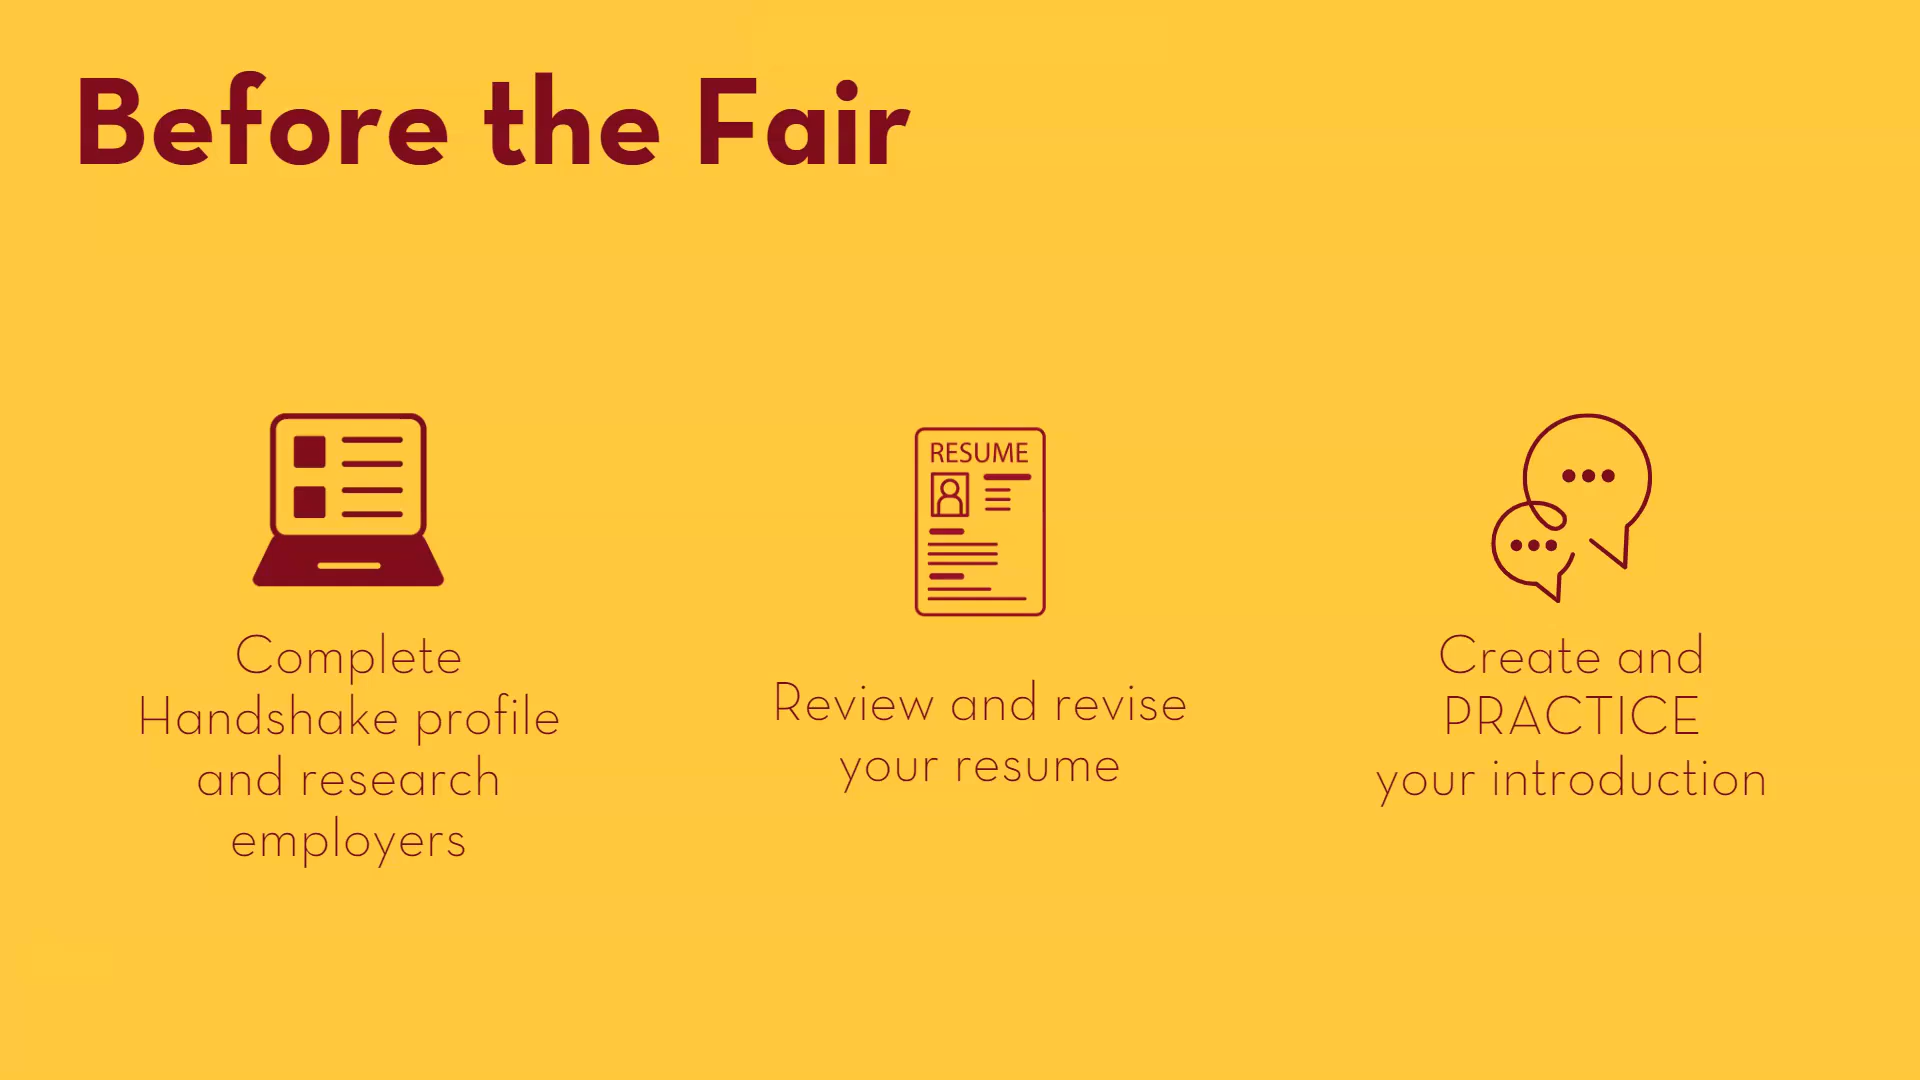 Before the Fair
RESUME
Complete
Handshake profile
and research
employers
Review and revise
your resume
Create and
PRACTICE
your introduction